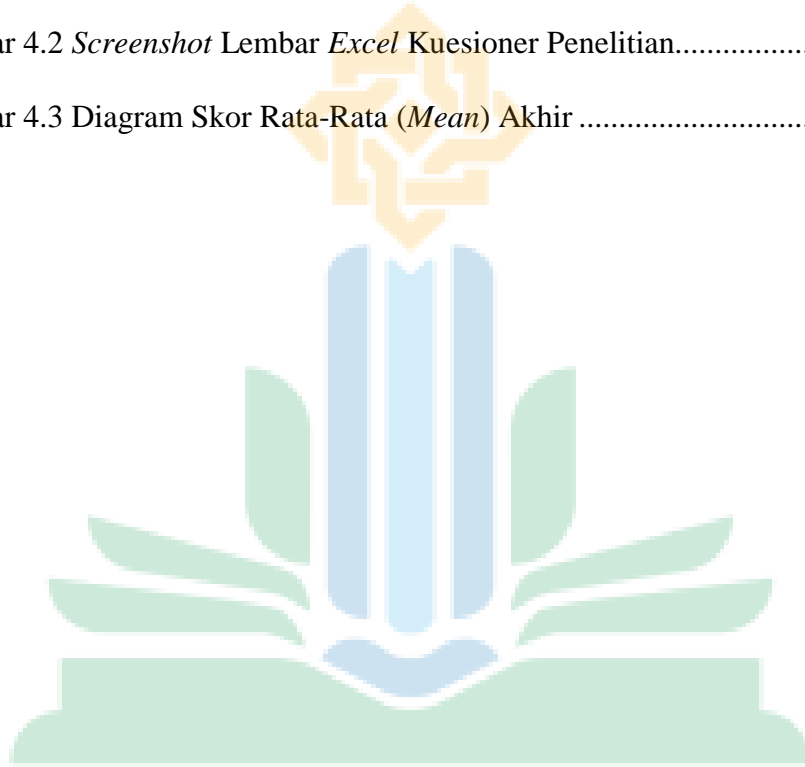 ar 4.2 Screenshot Lembar Excel Kuesioner Penelitian.................
ar 4.3 Diagram Skor Rata-Rata (Mean) Akhir .............................